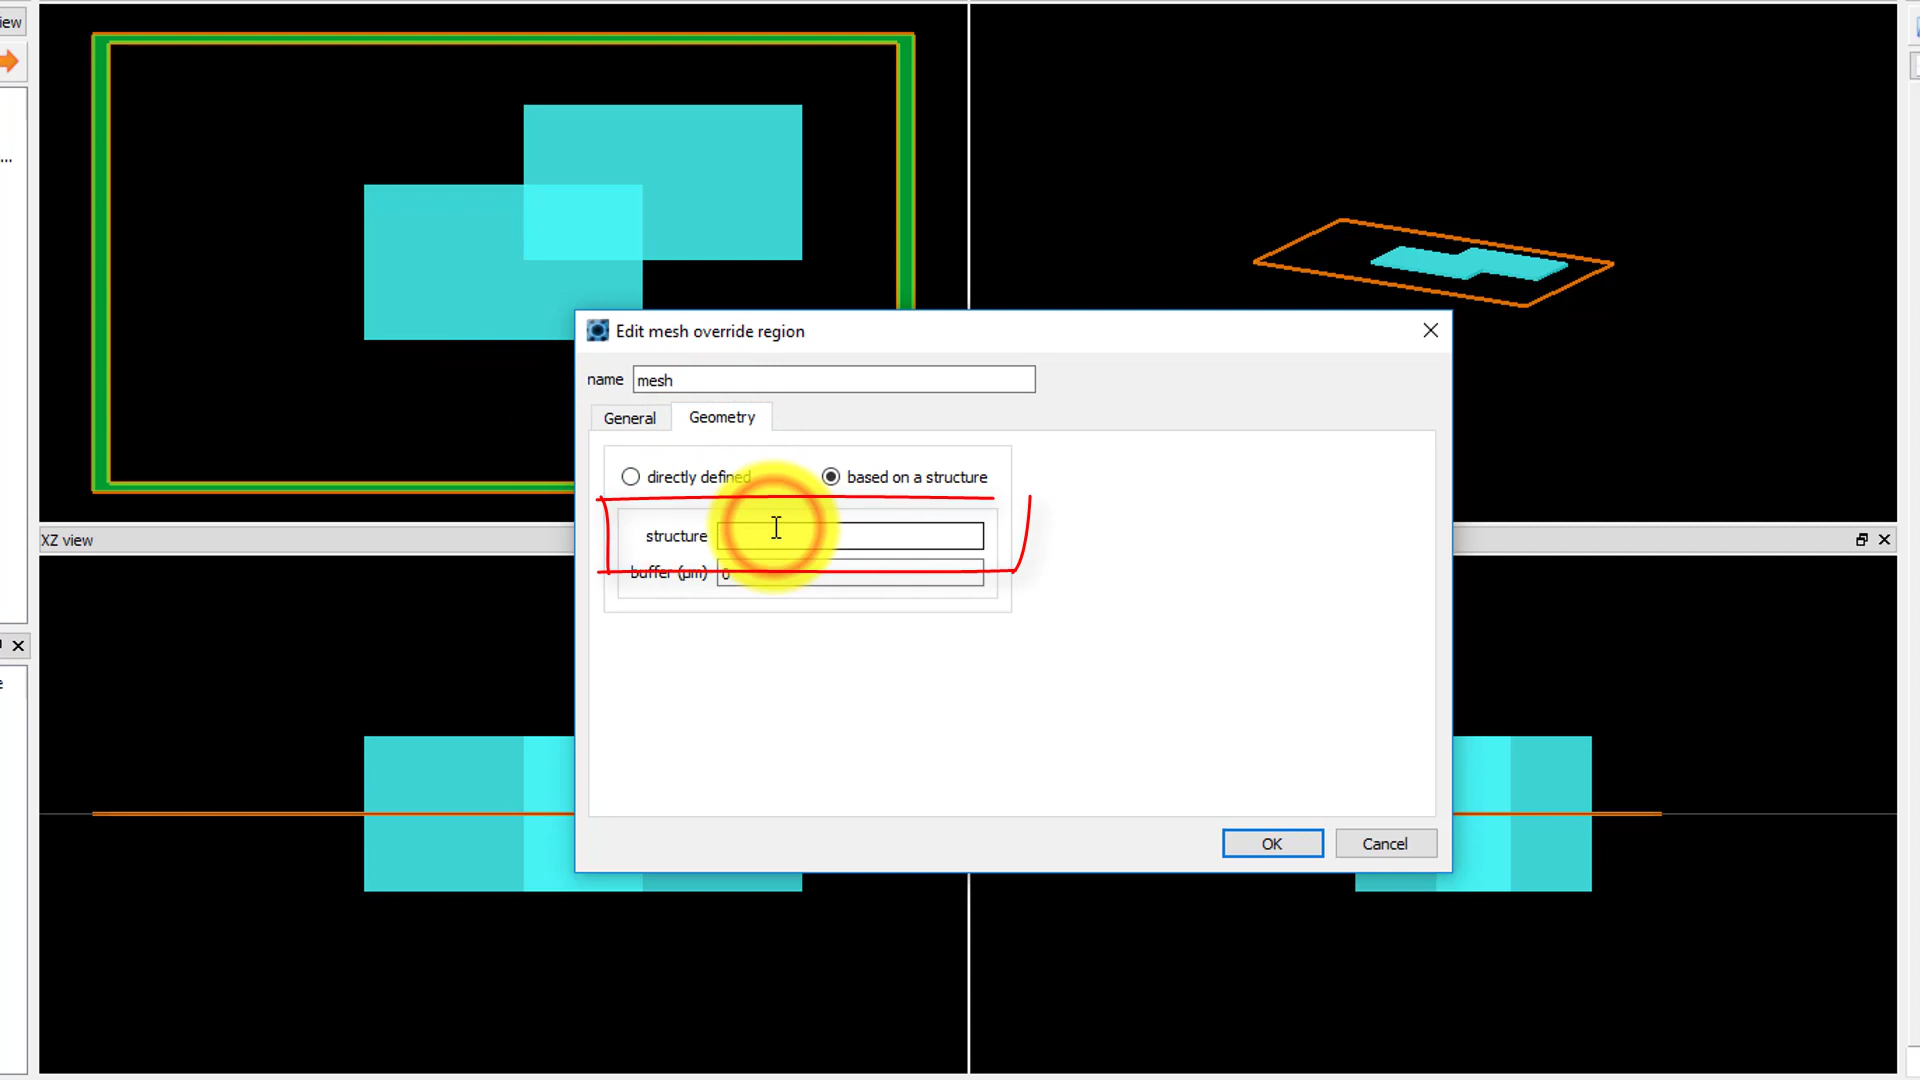 iew
...
Edit mesh override region
name mesh
General Geometry
directly defined based on a structure
structure
buffer (µm) 0
XZ view
e
OK Cancel